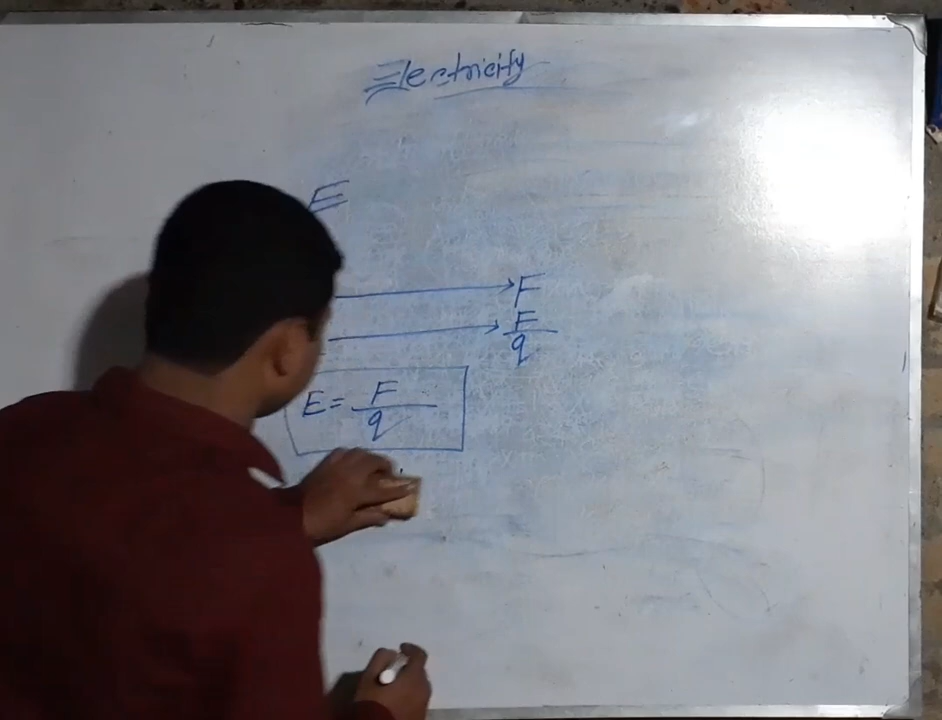 Electricity
E
→ F
→ F/q
E = F/q